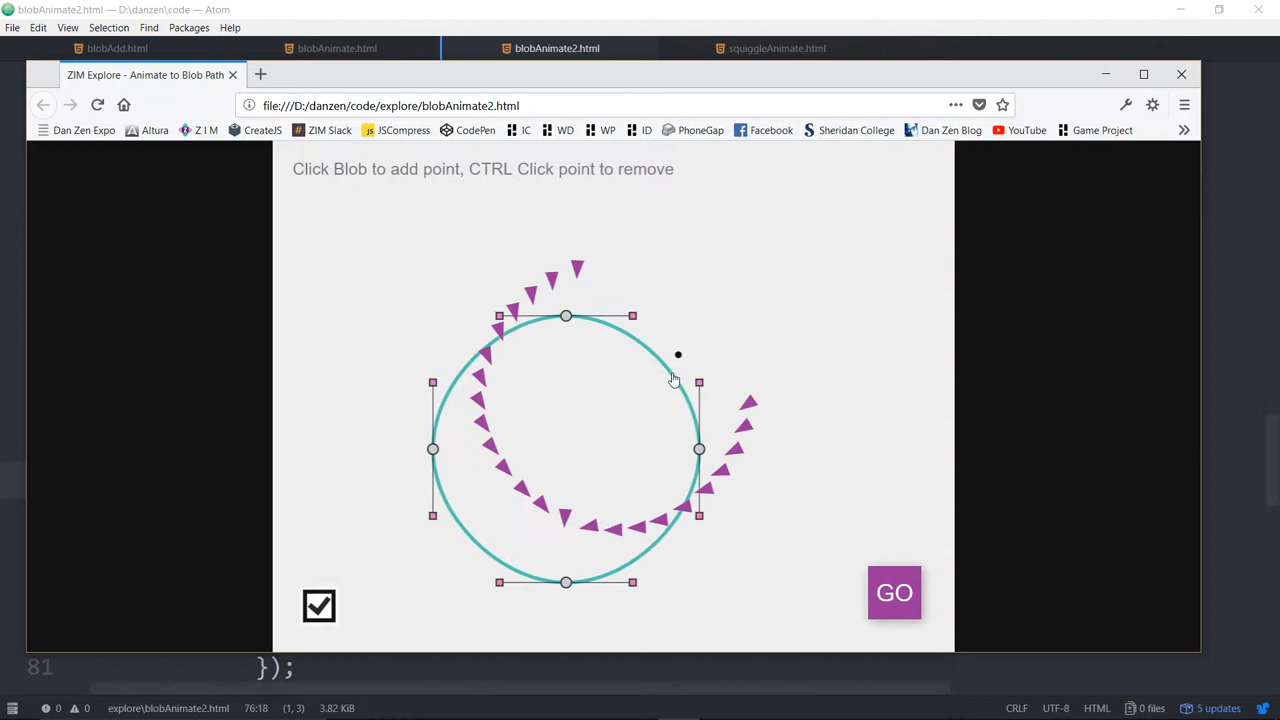 blobAnimate2.html — D:\danzen\code — Atom
File Edit View Selection Find Packages Help
blobAdd.html blobAnimate.html blobAnimate2.html squiggleAnimate.html
ZIM Explore - Animate to Blob Path
file:///D:/danzen/code/explore/blobAnimate2.html
Dan Zen Expo Altura Z I M CreateJS # ZIM Slack js JSCompress CodePen IC WD WP ID PhoneGap Facebook Sheridan College Dan Zen Blog YouTube Game Project
Click Blob to add point, CTRL Click point to remove
GO
81 });
0 0 explore\blobAnimate2.html 76:18 (1, 3) 3.82 KiB CRLF UTF-8 HTML 0 files 5 updates